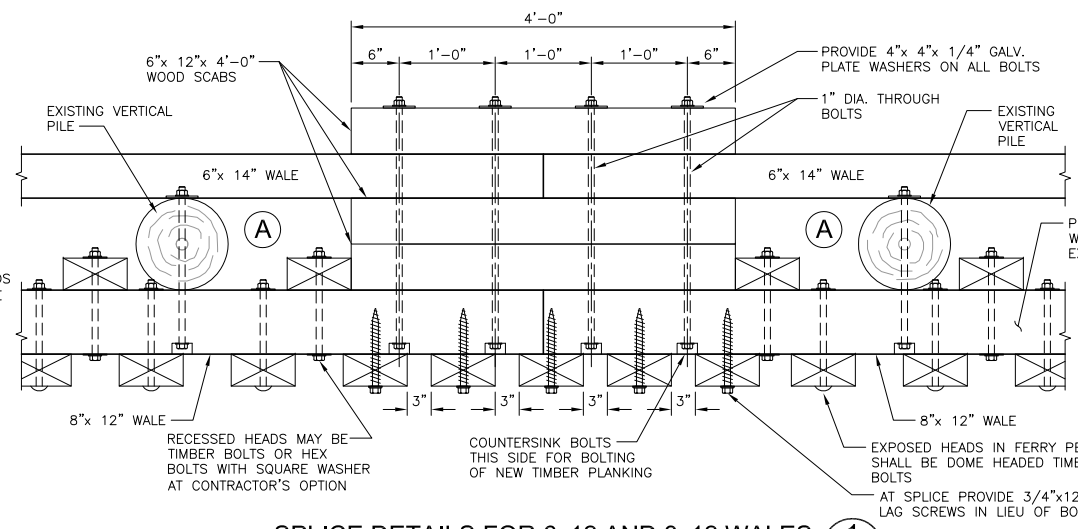 4'-0"
6"x 12"x 4'-0"
WOOD SCABS
6"
1'-0"
1'-0"
1'-0"
6"
PROVIDE 4"x 4"x 1/4" GALV.
PLATE WASHERS ON ALL BOLTS
EXISTING VERTICAL
PILE
1" DIA. THROUGH
BOLTS
EXISTING
VERTICAL
PILE
6"x 14" WALE
6"x 14" WALE
A
A
8"x 12" WALE
3"
3"
3"
3"
8"x 12" WALE
RECESSED HEADS MAY BE
TIMBER BOLTS OR HEX
BOLTS WITH SQUARE WASHER
AT CONTRACTOR'S OPTION
COUNTERSINK BOLTS
THIS SIDE FOR BOLTING
OF NEW TIMBER PLANKING
EXPOSED HEADS IN FERRY
SHALL BE DOME HEADED
BOLTS
AT SPLICE PROVIDE 3/4"x12
LAG SCREWS IN LIEU OF